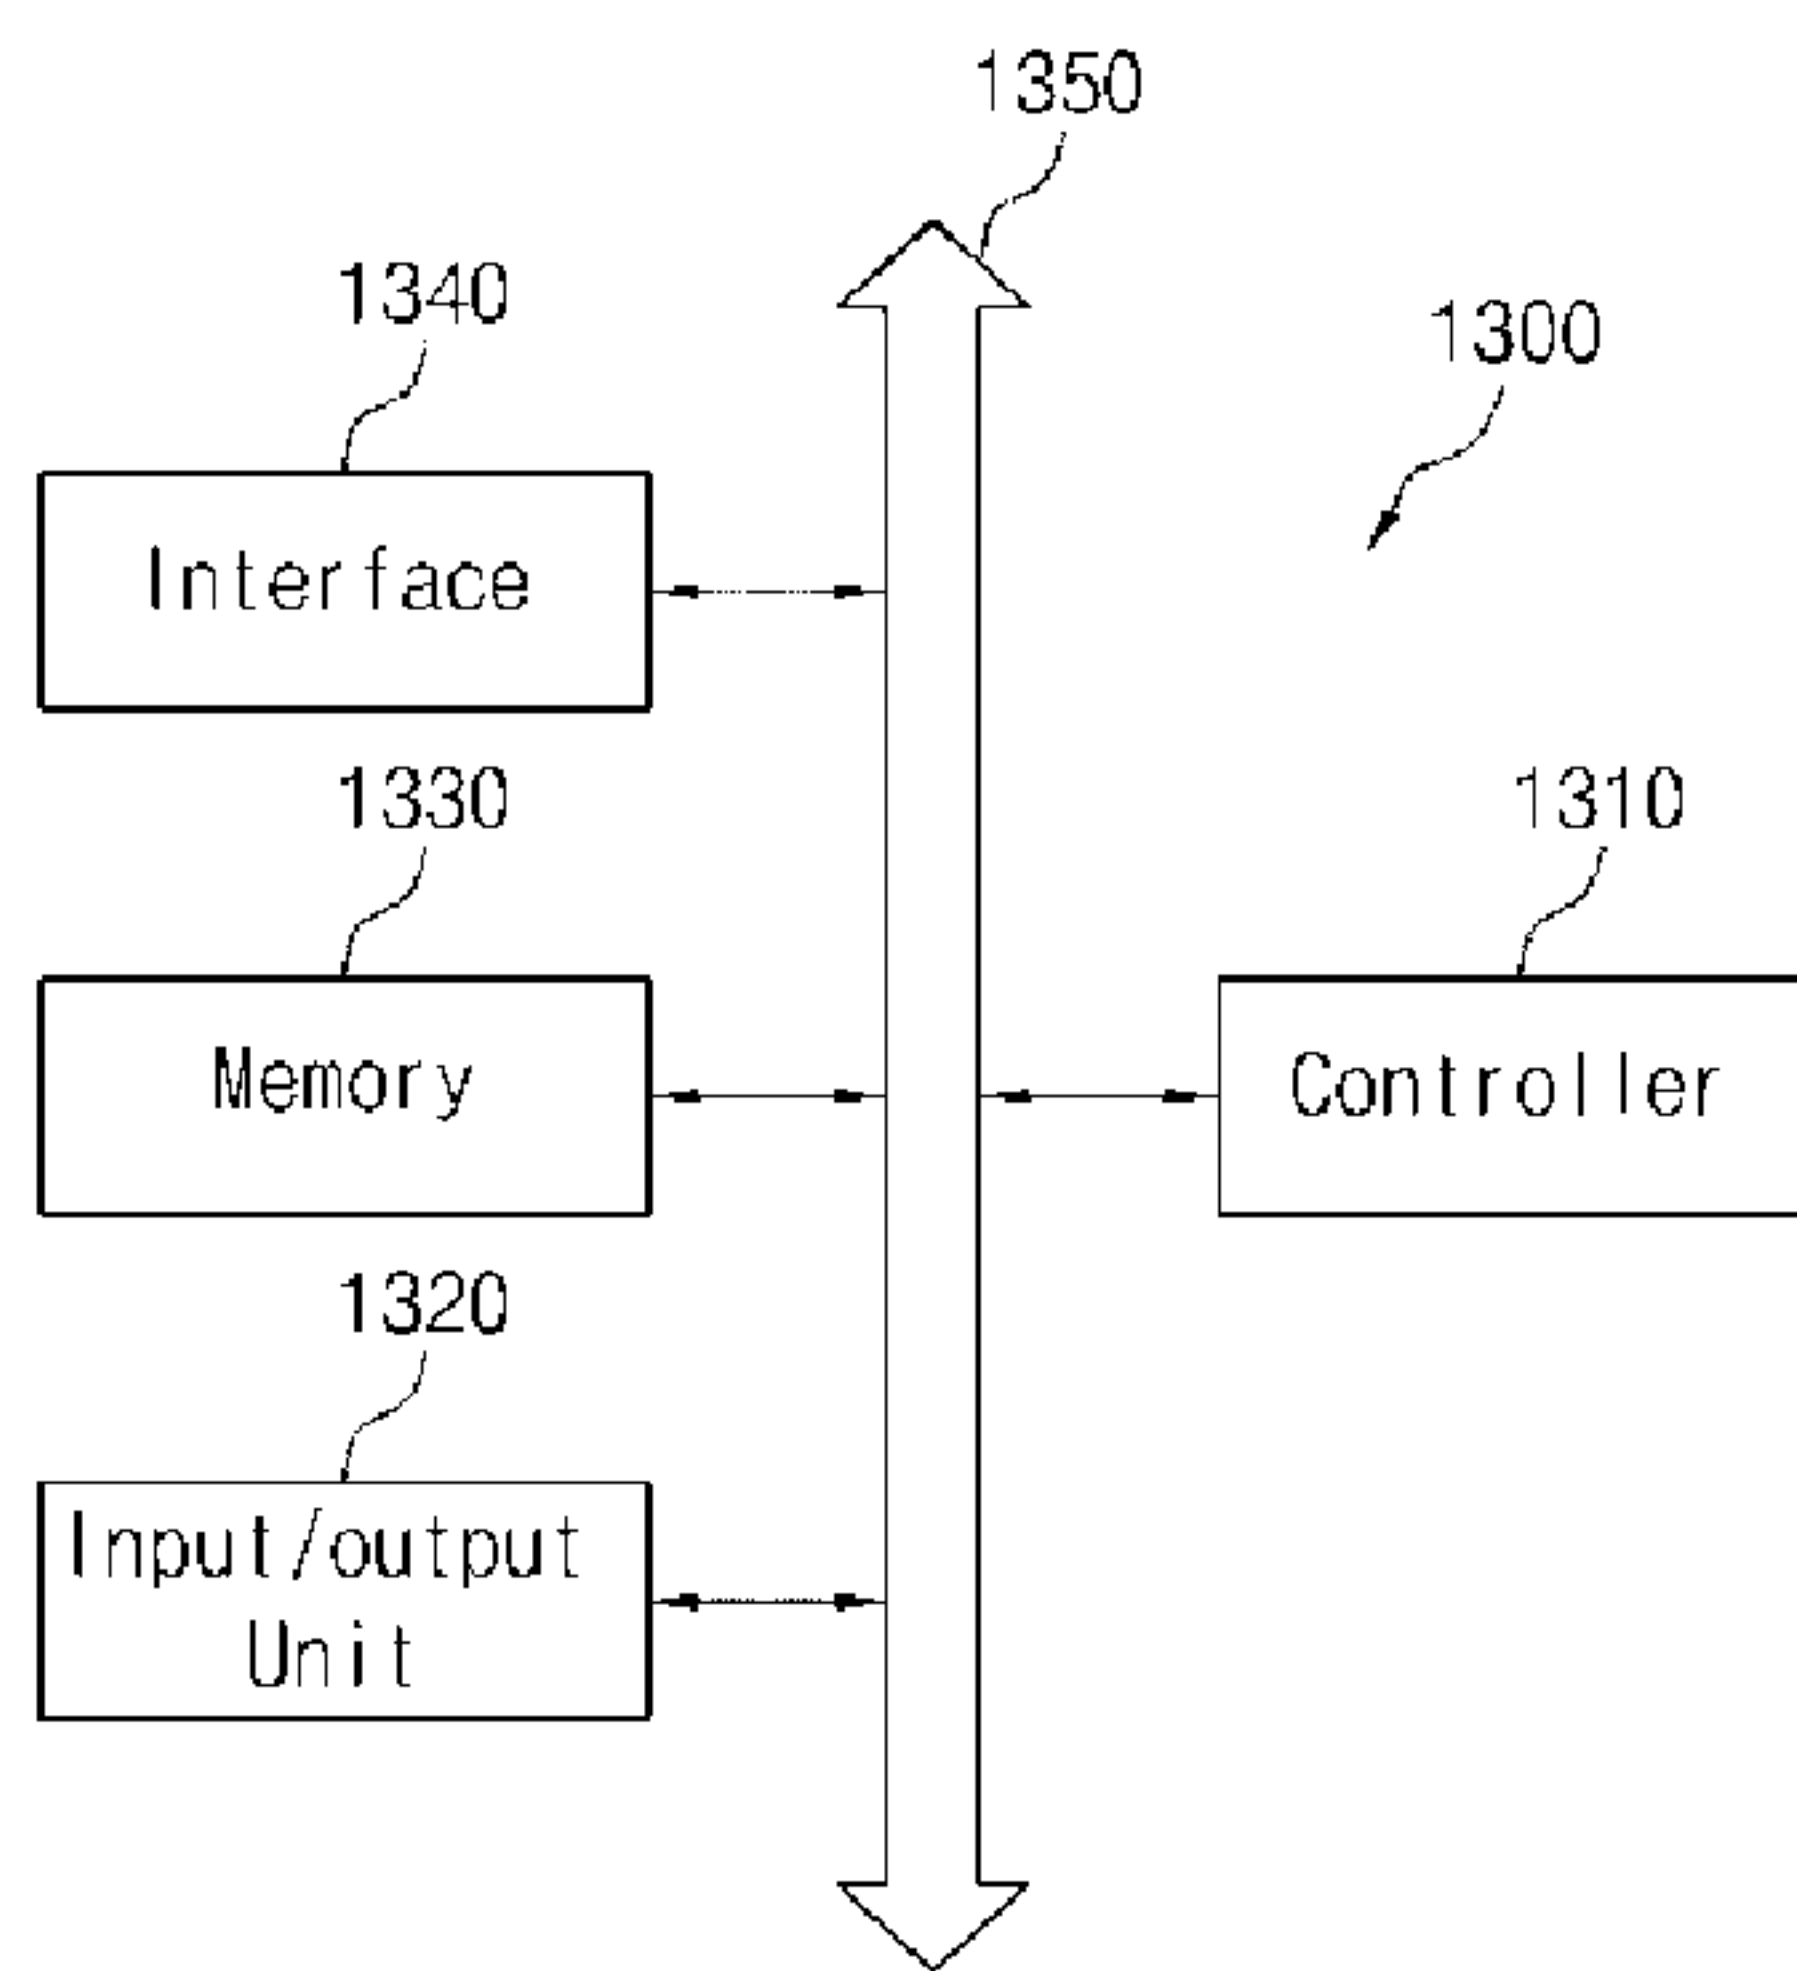 1350
1340
1300
Interface
1330
1310
Memory
Controller
1320
Input/output
Unit